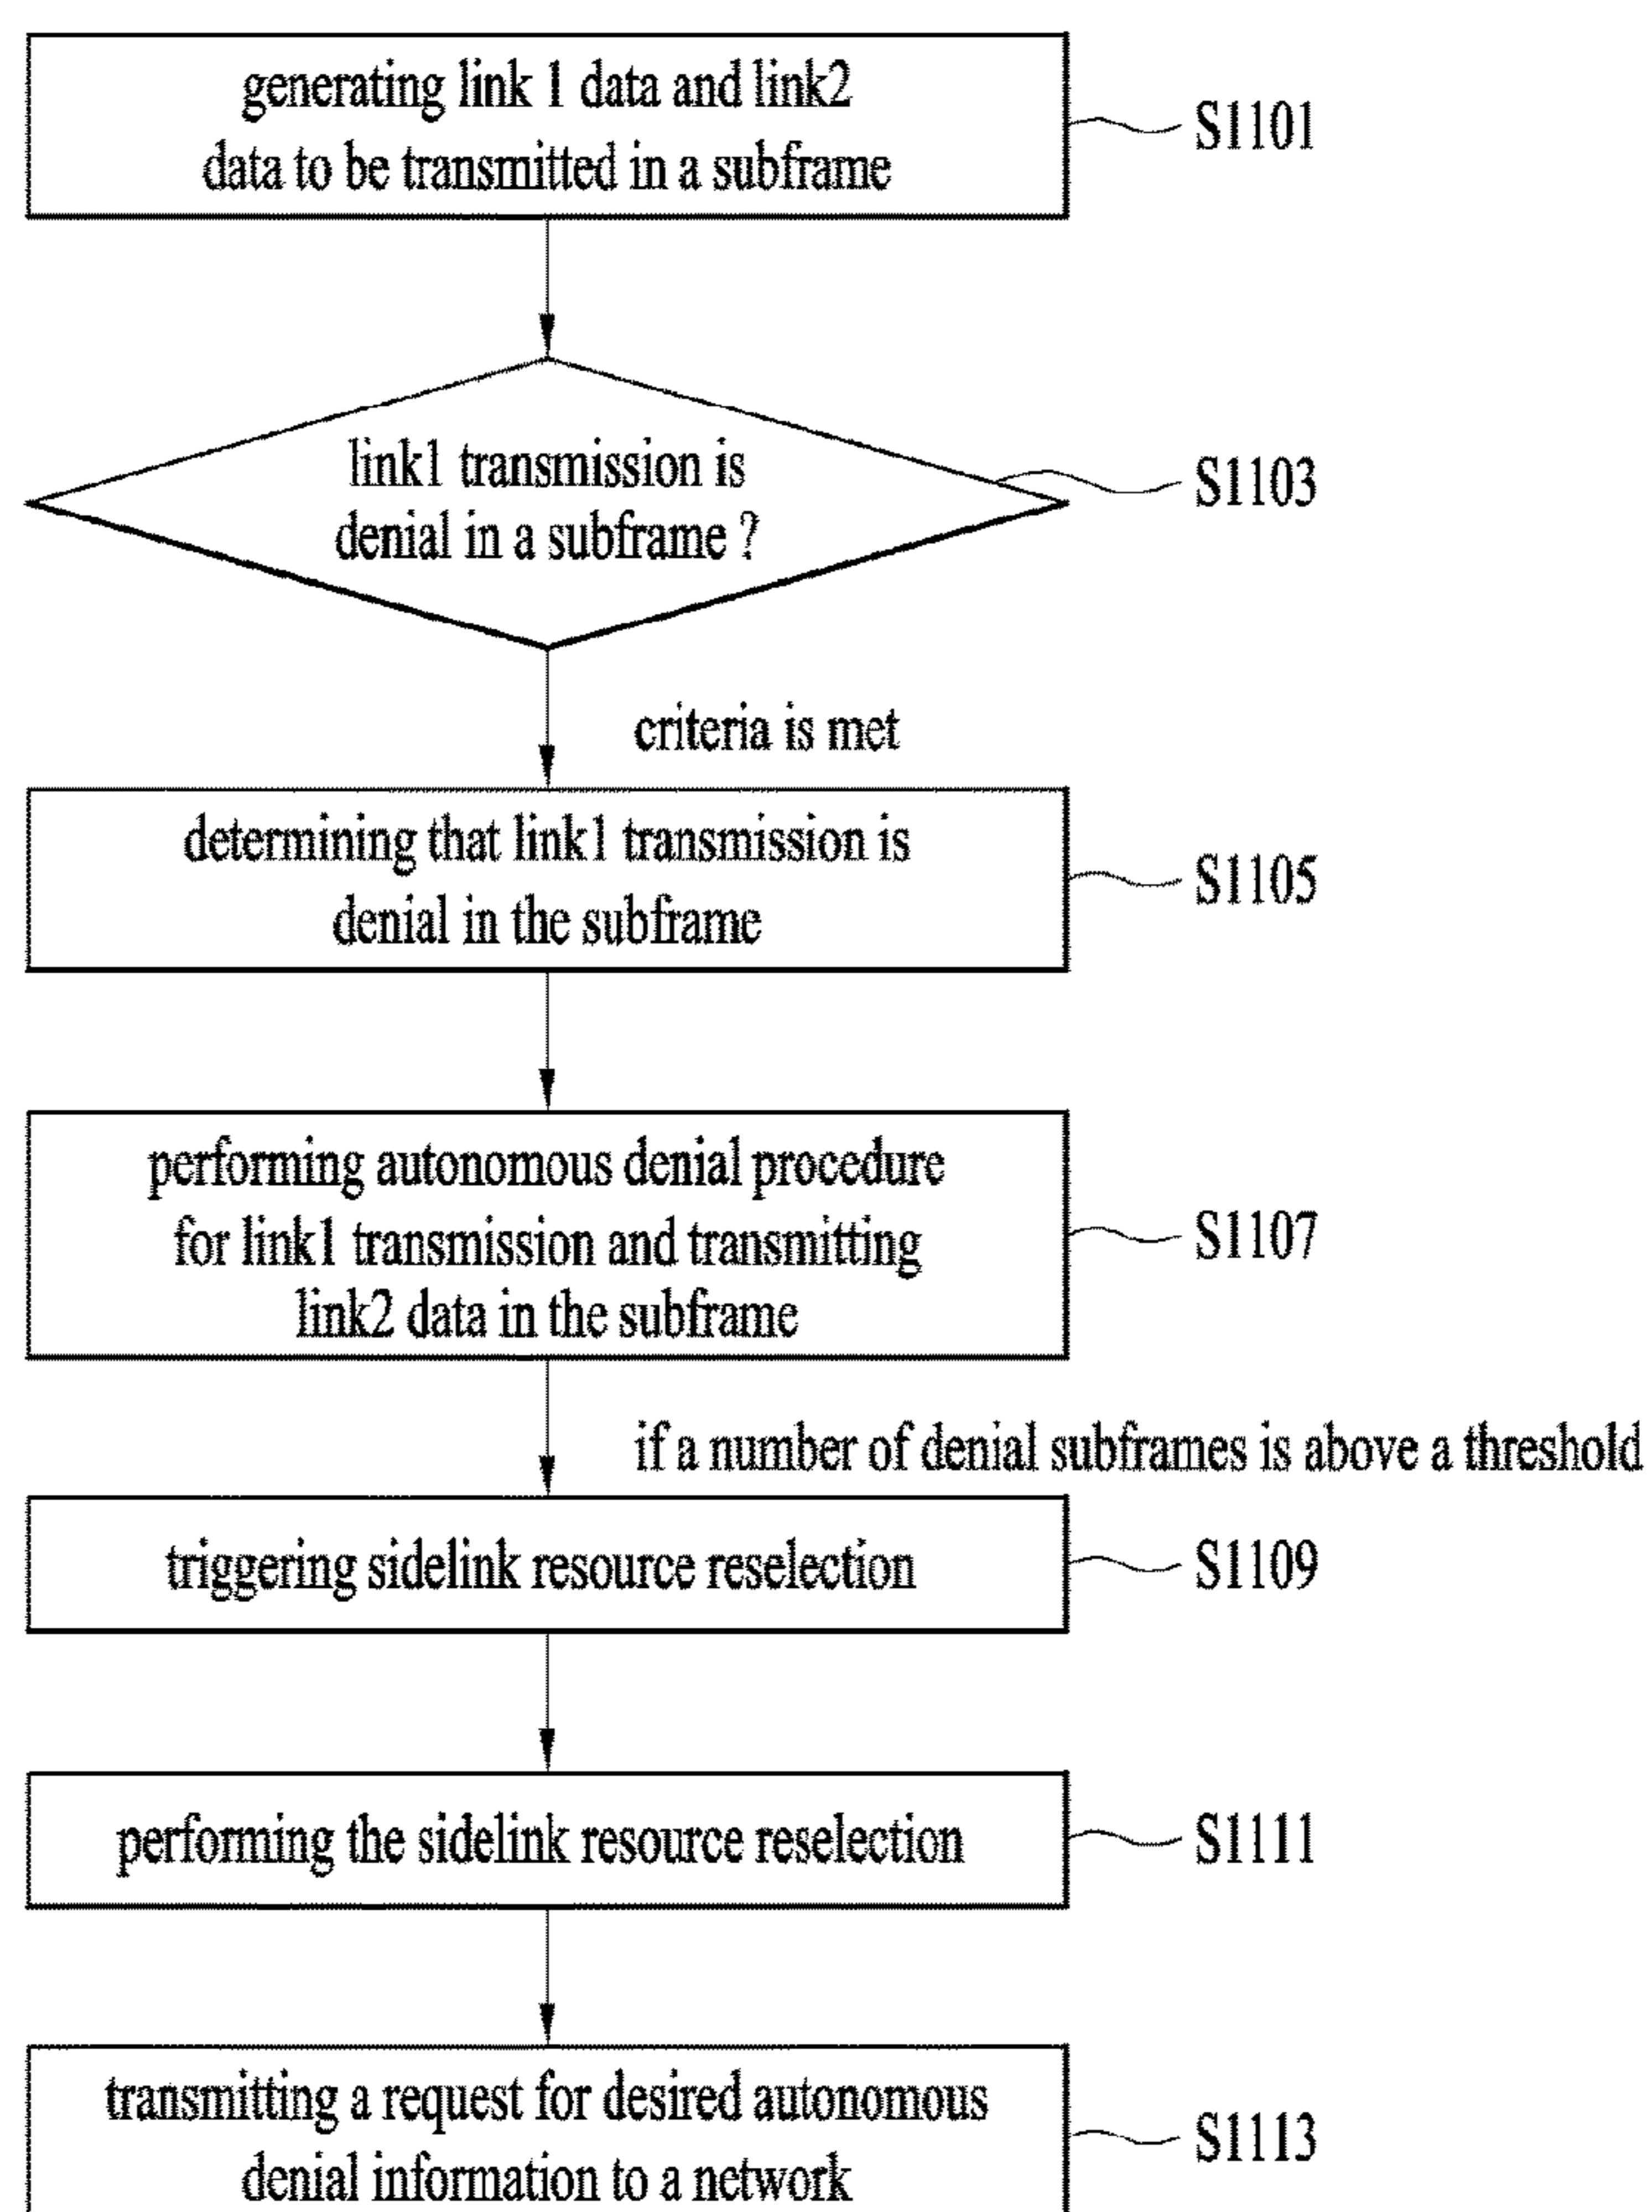 generating link 1 data and link2
data to be transmitted in a subframe
S1101
link1 transmission is
denial in a subframe ?
S1103
criteria is met
determining that link1 transmission is
denial in the subframe
S1105
performing autonomous denial procedure
for link1 transmission and transmitting
link2 data in the subframe
S1107
if a number of denial subframes is above a threshold
triggering sidelink resource reselection
S1109
performing the sidelink resource reselection
S1111
transmitting a request for desired autonomous
denial information to a network
S1113